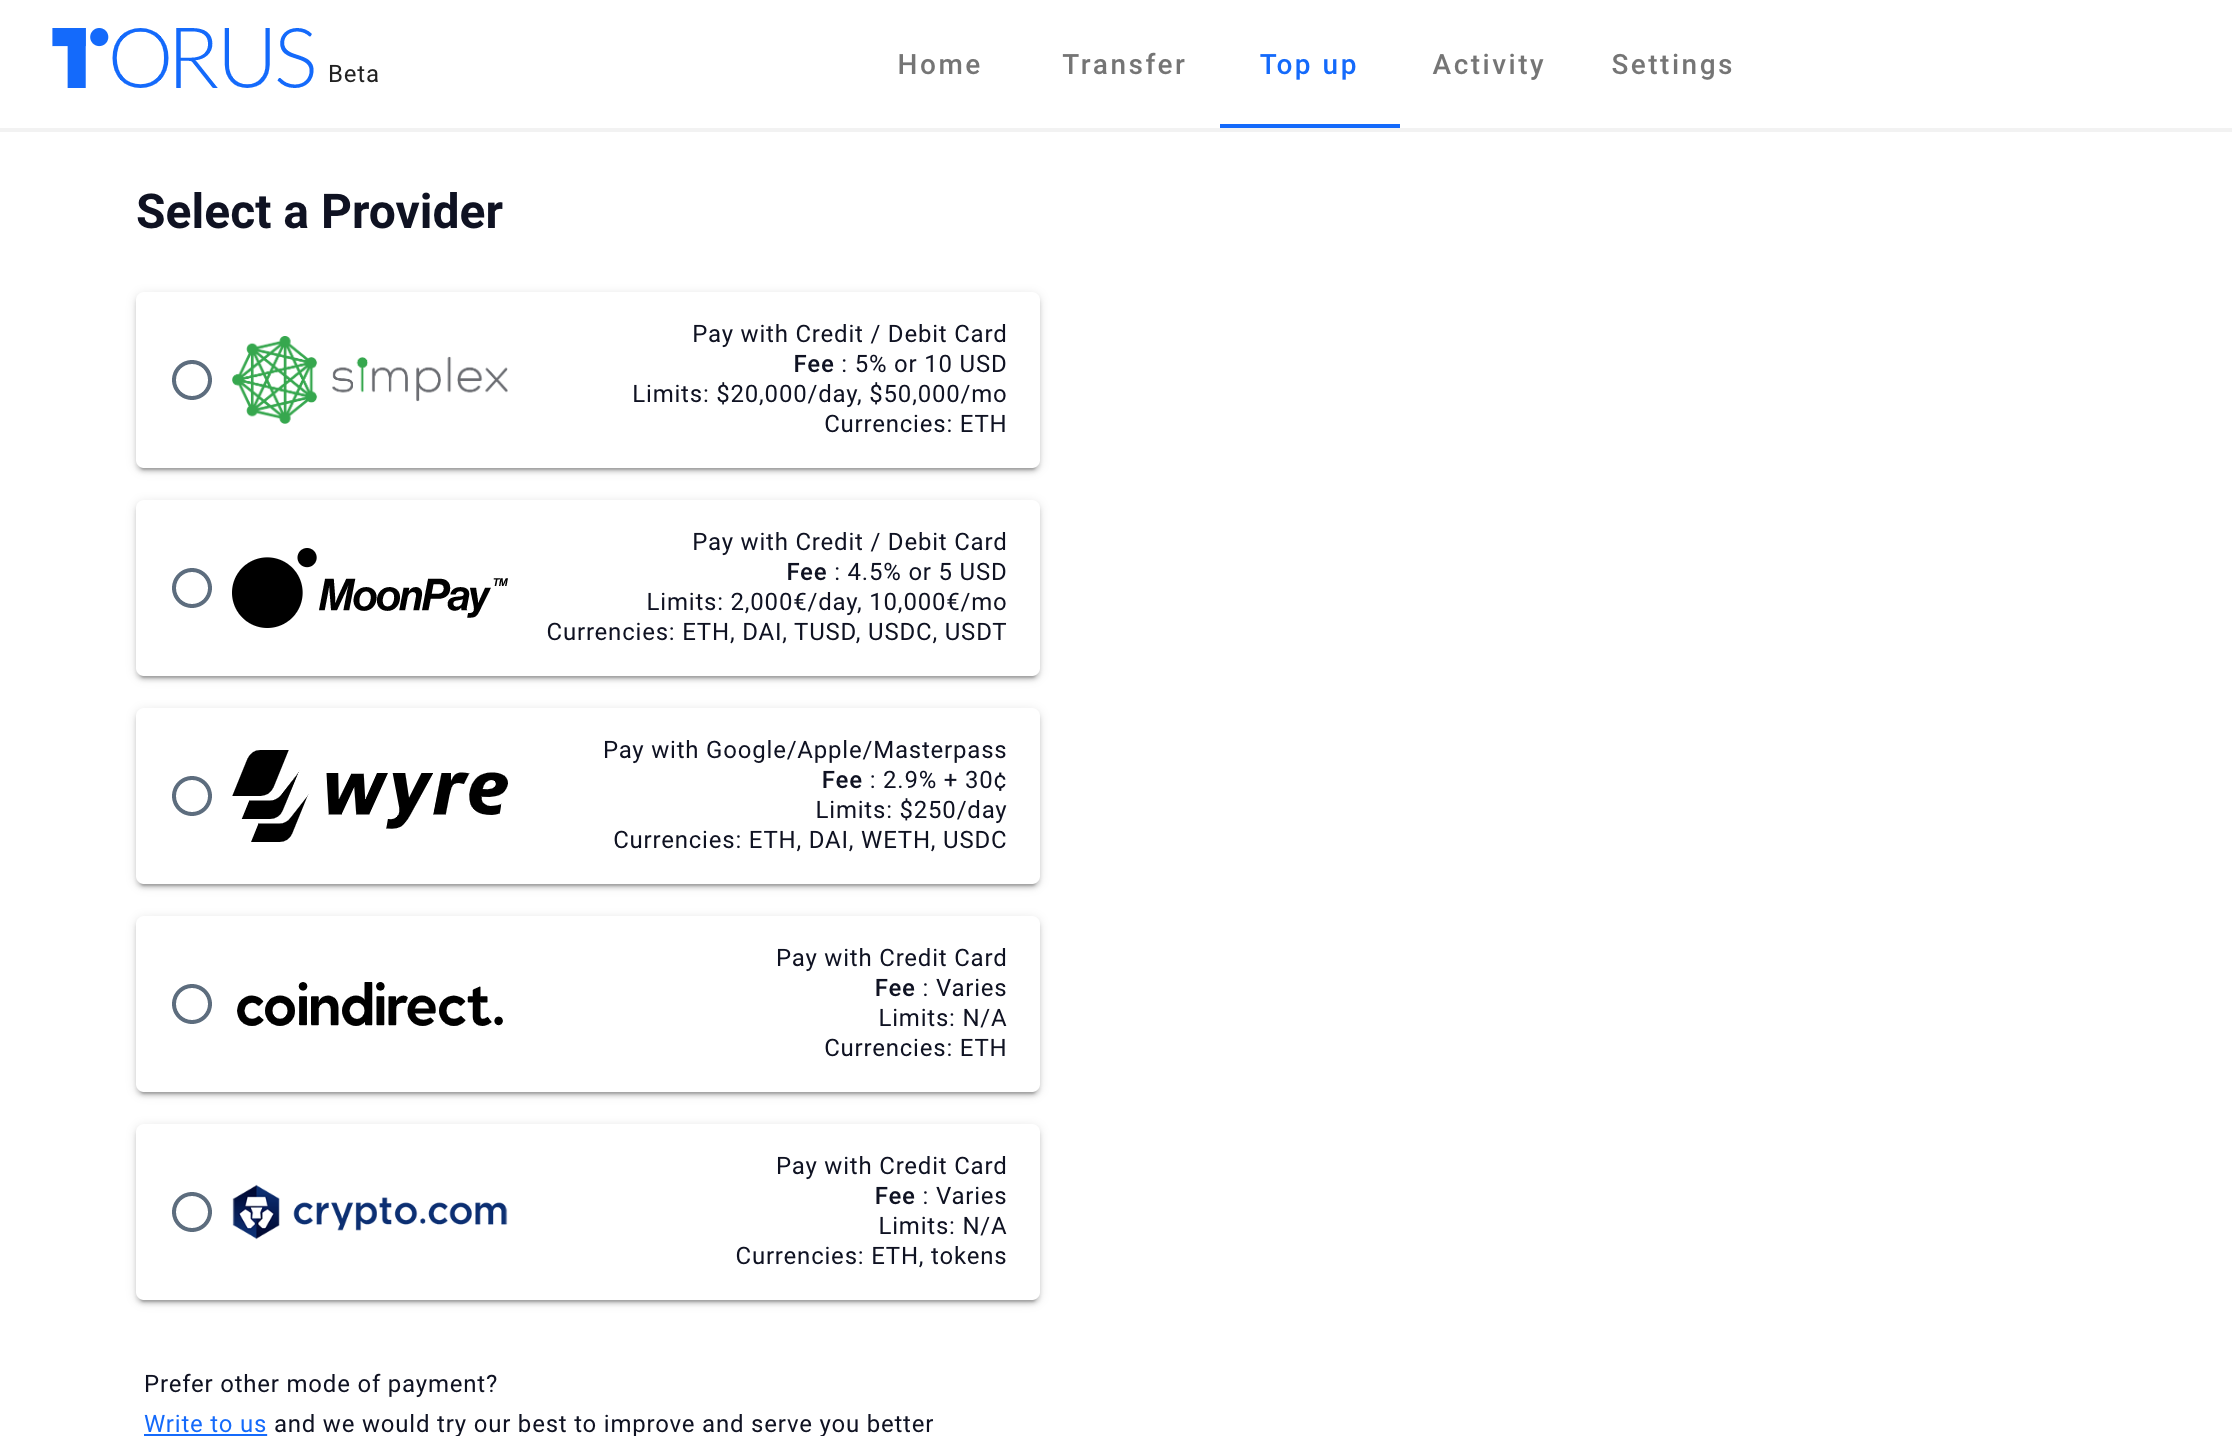 TORUS Beta
Home Transfer Top up Activity Settings
Select a Provider
simplex
Pay with Credit / Debit Card
Fee : 5% or 10 USD
Limits: $20,000/day, $50,000/mo
Currencies: ETH
MoonPay™
Pay with Credit / Debit Card
Fee : 4.5% or 5 USD
Limits: 2,000€/day, 10,000€/mo
Currencies: ETH, DAI, TUSD, USDC, USDT
wyre
Pay with Google/Apple/Masterpass
Fee : 2.9% + 30¢
Limits: $250/day
Currencies: ETH, DAI, WETH, USDC
coindirect.
Pay with Credit Card
Fee : Varies
Limits: N/A
Currencies: ETH
crypto.com
Pay with Credit Card
Fee : Varies
Limits: N/A
Currencies: ETH, tokens
Prefer other mode of payment?
Write to us and we would try our best to improve and serve you better